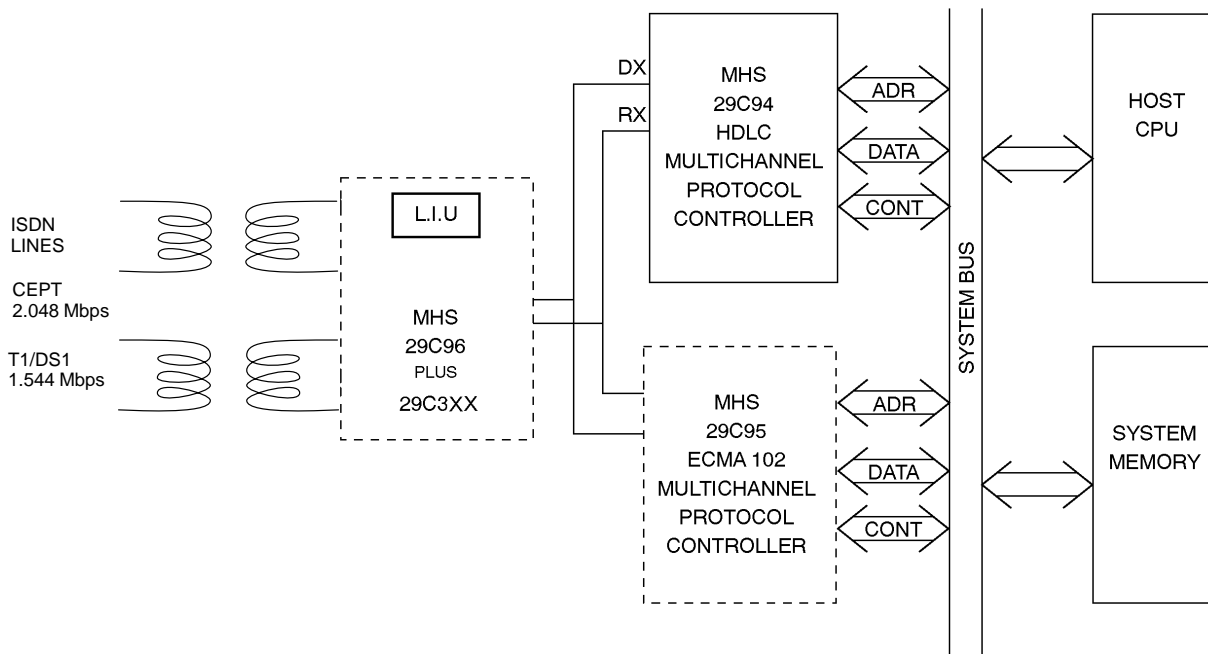 ISDN
LINES
CEPT
2.048 Mbps
T1/DS1
1.544 Mbps
L.I.U
MHS
29C96
PLUS
29C3XX
DX
RX
MHS
29C94
HDLC
MULTICHANNEL
PROTOCOL
CONTROLLER
ADR
DATA
CONT
MHS
29C95
ECMA 102
MULTICHANNEL
PROTOCOL
CONTROLLER
ADR
DATA
CONT
SYSTEM BUS
HOST
CPU
SYSTEM
MEMORY